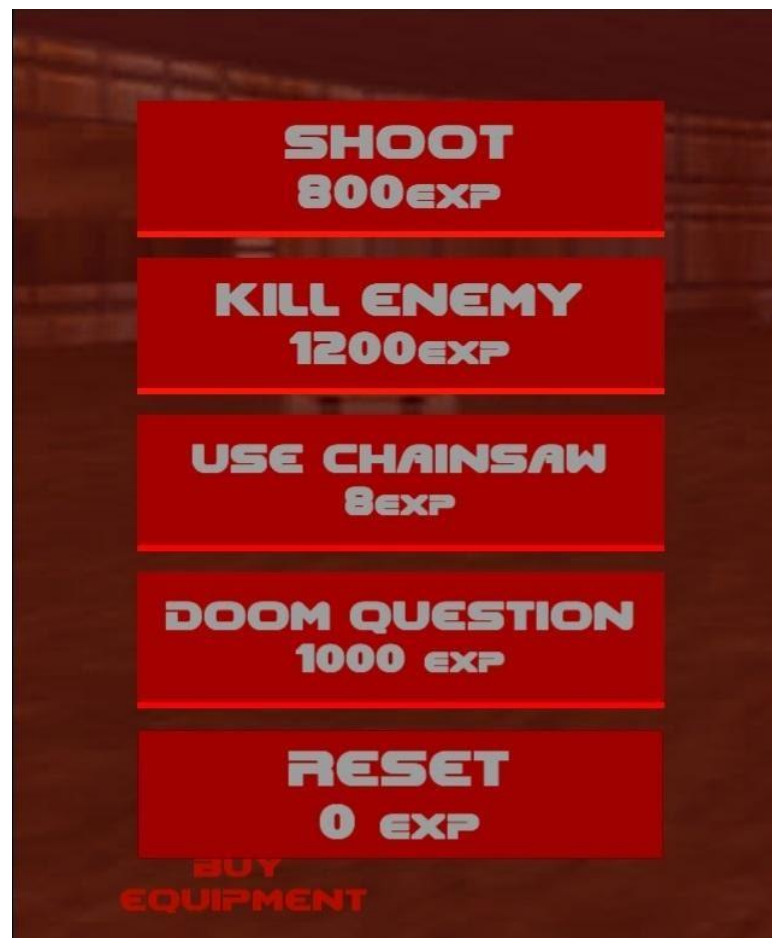 SHOOT
800EXP
KILL ENEMY
1200EXP
USE CHAINSAW
8EXP
DOOM QUESTION
1000 EXP
RESET
0 EXP
BUY
EQUIPMENT